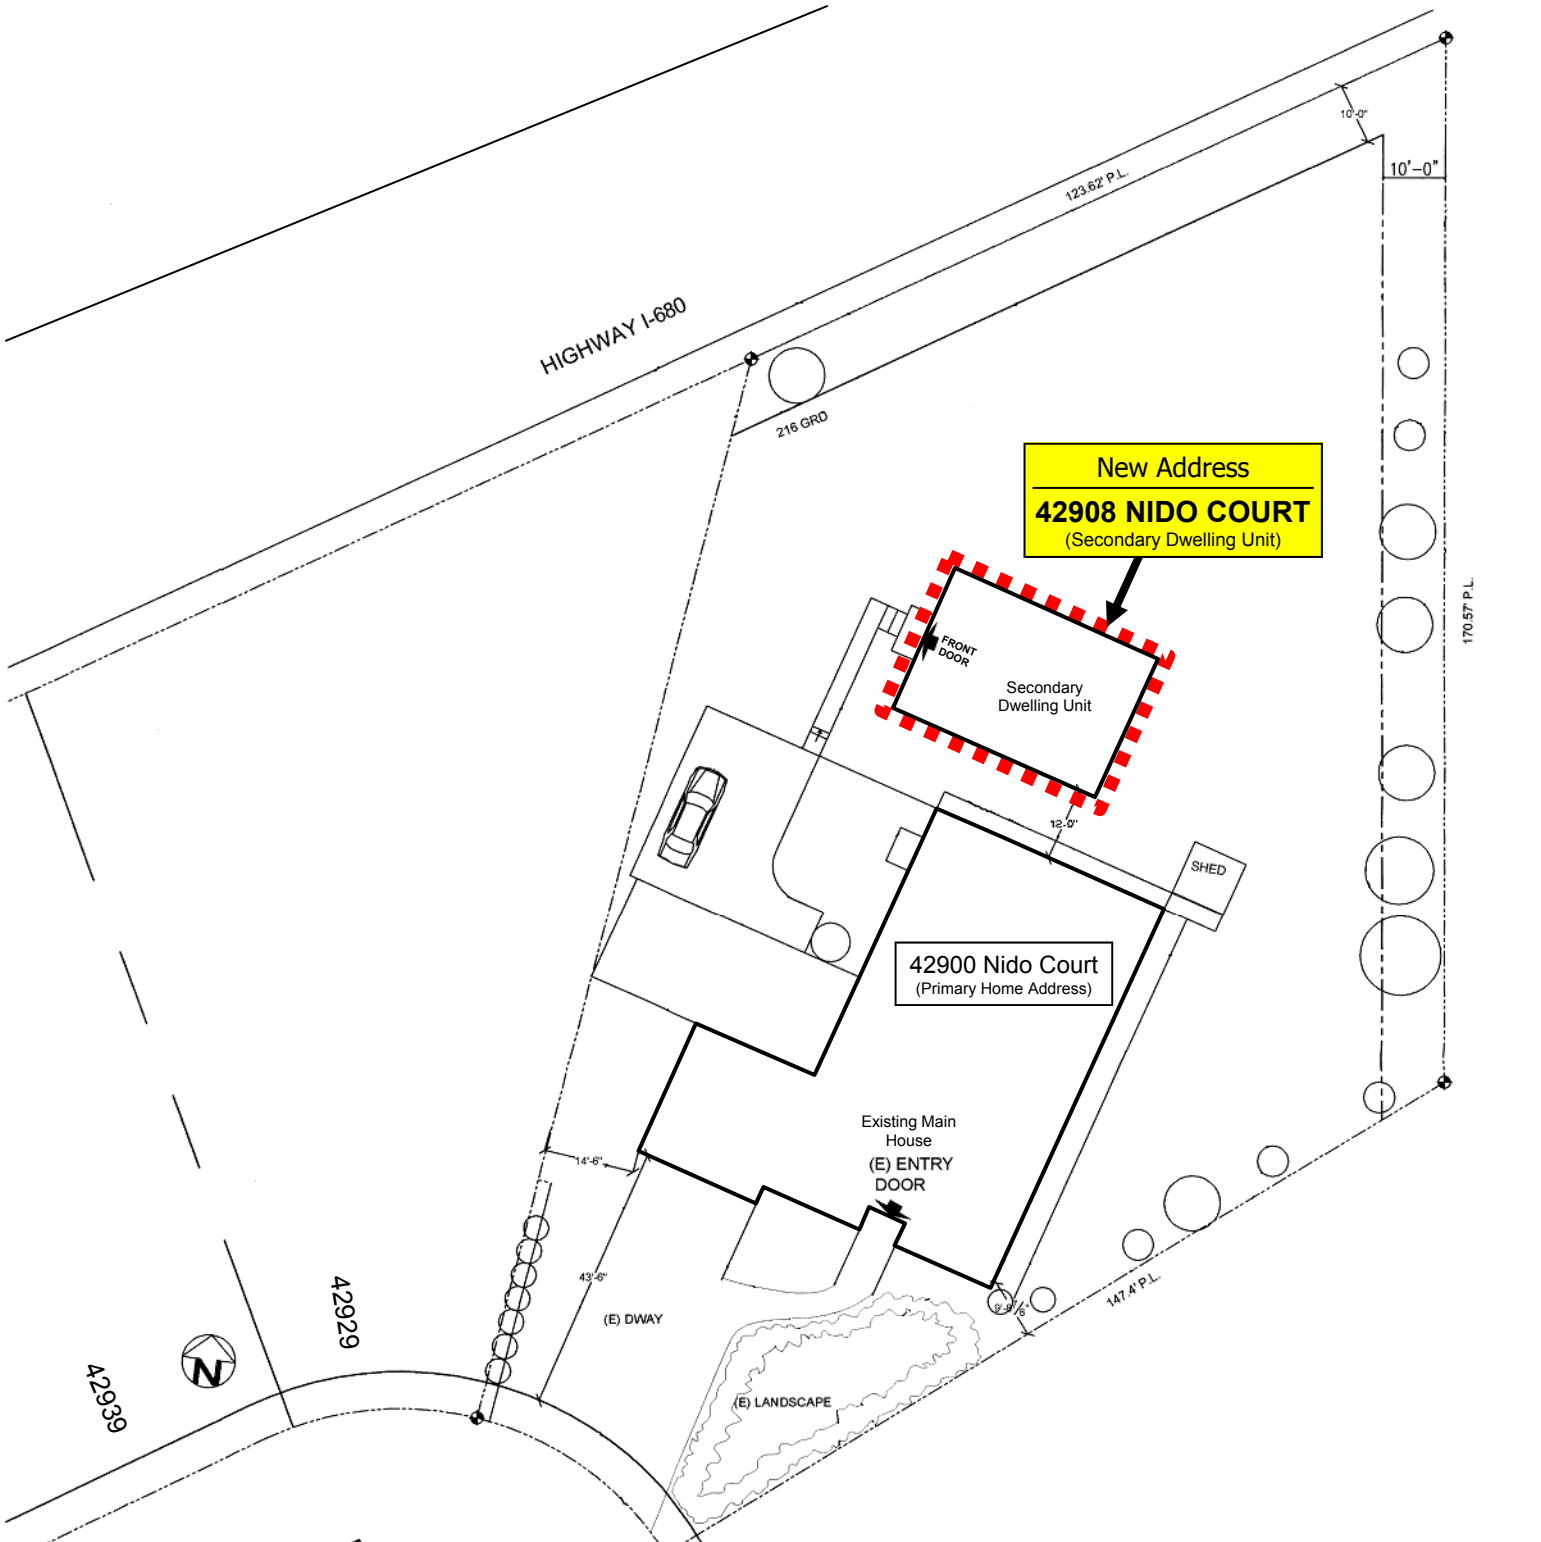 10'-0"
10'-0"
123.62' P.L.
HIGHWAY I-680
216 GRD
New Address
42908 NIDO COURT
(Secondary Dwelling Unit)
170.57' P.L.
FRONT
DOOR
Secondary
Dwelling Unit
12'-9"
SHED
42900 Nido Court
(Primary Home Address)
Existing Main
House
(E) ENTRY
DOOR
14'-6"
43'-6"
(E) DWAY
147.4' P.L.
42929
42939
N
(E) LANDSCAPE